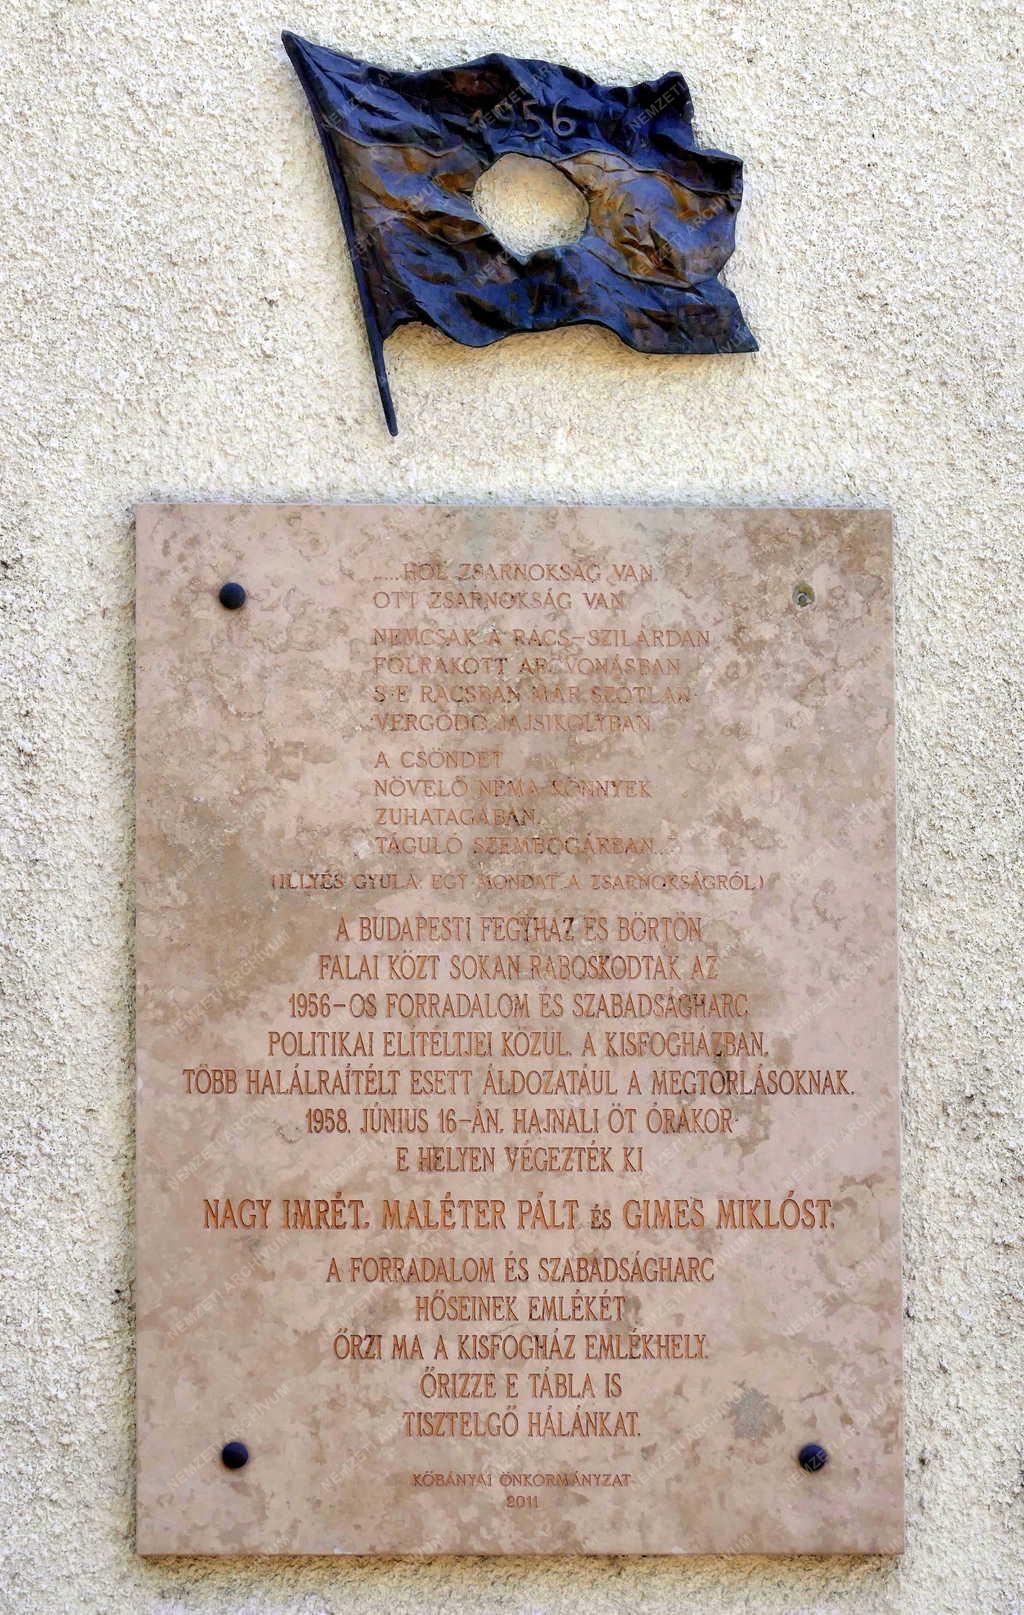 1956
.....HOL ZSARNOKSÁG VAN,
OTT ZSARNOKSÁG VAN
NEMCSAK A RÁCS-SZILÁRDAN
FÖLRAKOTT ARCVONÁSBAN
S E RÁCSBAN MÁR SZÓTLAN
VERGŐDŐ JAJSIKOLYBAN
A CSÖNDET
NÖVELŐ NÉMA KÖNNYEK
ZUHATAGÁBAN,
TÁGULÓ SZEMBOGÁRBAN...
(ILLYÉS GYULA: EGY MONDAT A ZSARNOKSÁGRÓL)
A BUDAPESTI FEGYHÁZ ÉS BÖRTÖN
FALAI KÖZT SOKAN RABOSKODTAK AZ
1956-OS FORRADALOM ÉS SZABADSÁGHARC
POLITIKAI ELÍTÉLTJEI KÖZÜL. A KISFOGHÁZBAN,
TÖBB HALÁLRAÍTÉLT ESETT ÁLDOZATÁUL A MEGTORLÁSOKNAK.
1958. JÚNIUS 16-ÁN, HAJNALI ÖT ÓRAKOR
E HELYEN VÉGEZTÉK KI
NAGY IMRÉT, MALÉTER PÁLT ÉS GIMES MIKLÓST.
A FORRADALOM ÉS SZABADSÁGHARC
HŐSEINEK EMLÉKÉT
ŐRZI MA A KISFOGHÁZ EMLÉKHELY.
ŐRIZZE E TÁBLA IS
TISZTELGŐ HÁLÁNKAT.
KŐBÁNYAI ÖNKORMÁNYZAT
2011
NEMZETI ARCHÍVUM